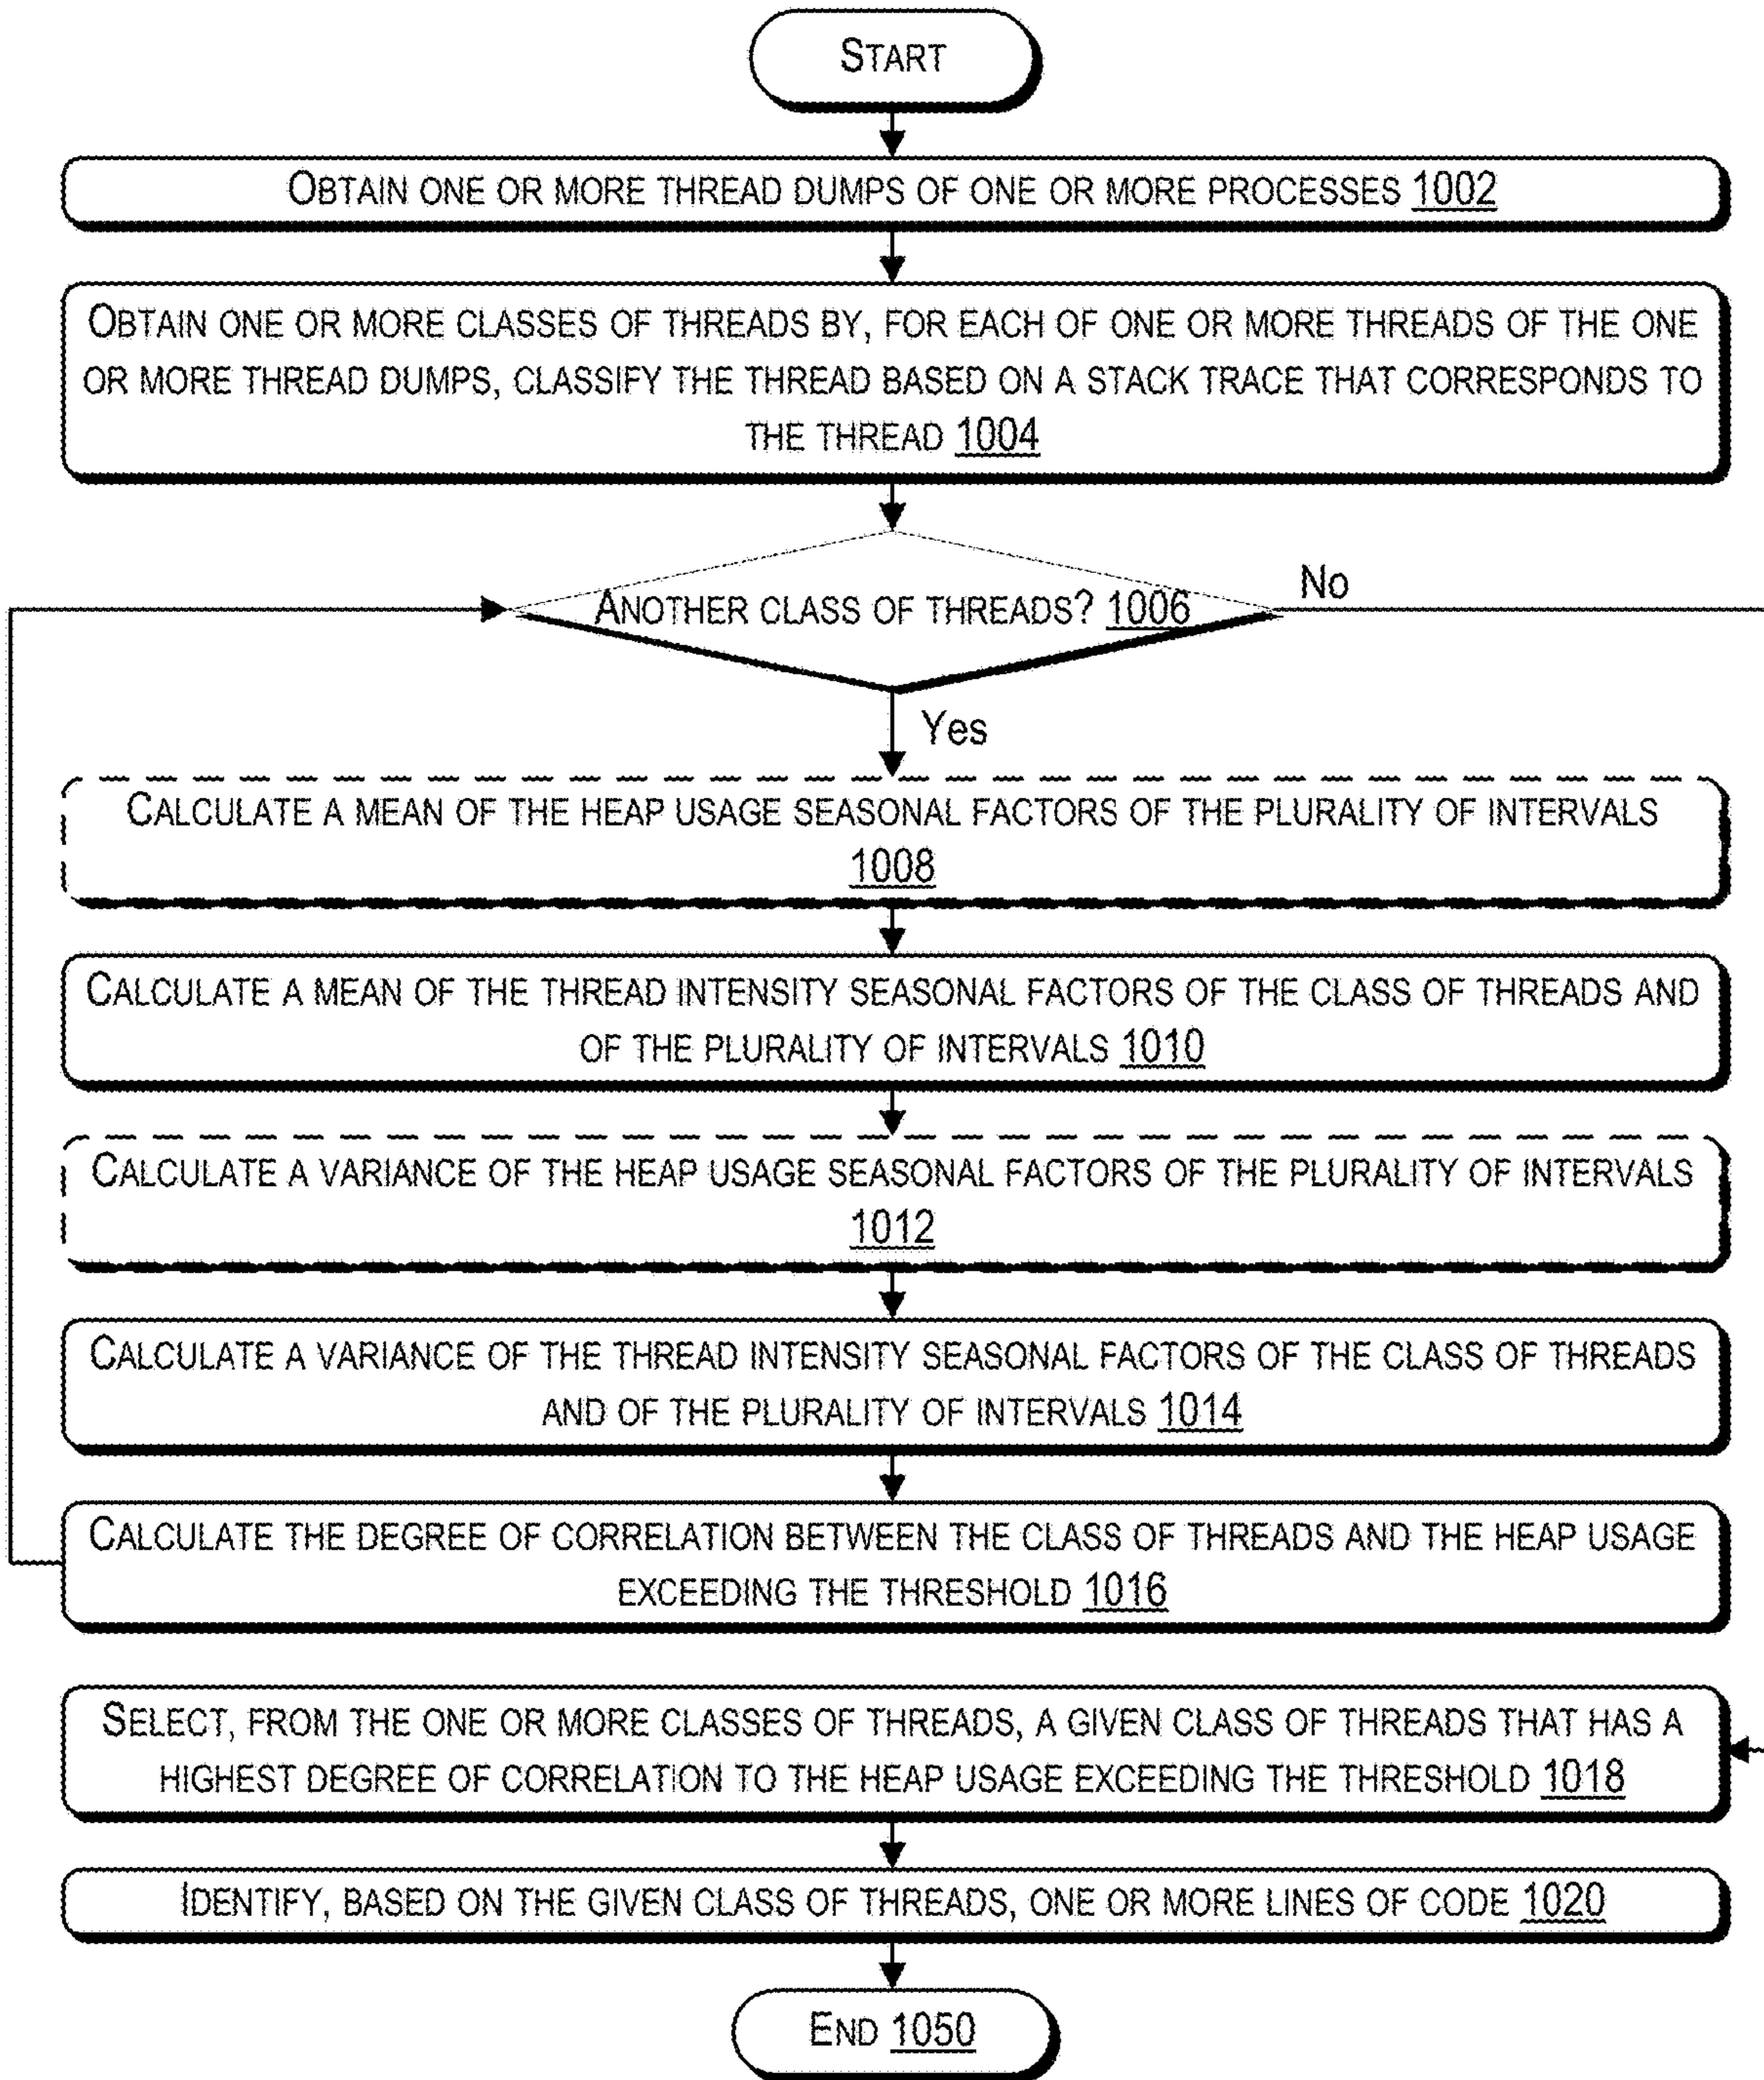 START
OBTAIN ONE OR MORE THREAD DUMPS OF ONE OR MORE PROCESSES 1002
OBTAIN ONE OR MORE CLASSES OF THREADS BY, FOR EACH OF ONE OR MORE THREADS OF THE ONE
OR MORE THREAD DUMPS, CLASSIFY THE THREAD BASED ON A STACK TRACE THAT CORRESPONDS TO
THE THREAD 1004
ANOTHER CLASS OF THREADS? 1006
No
Yes
CALCULATE A MEAN OF THE HEAP USAGE SEASONAL FACTORS OF THE PLURALITY OF INTERVALS
1008
CALCULATE A MEAN OF THE THREAD INTENSITY SEASONAL FACTORS OF THE CLASS OF THREADS AND
OF THE PLURALITY OF INTERVALS 1010
CALCULATE A VARIANCE OF THE HEAP USAGE SEASONAL FACTORS OF THE PLURALITY OF INTERVALS
1012
CALCULATE A VARIANCE OF THE THREAD INTENSITY SEASONAL FACTORS OF THE CLASS OF THREADS
AND OF THE PLURALITY OF INTERVALS 1014
CALCULATE THE DEGREE OF CORRELATION BETWEEN THE CLASS OF THREADS AND THE HEAP USAGE
EXCEEDING THE THRESHOLD 1016
SELECT, FROM THE ONE OR MORE CLASSES OF THREADS, A GIVEN CLASS OF THREADS THAT HAS A
HIGHEST DEGREE OF CORRELATION TO THE HEAP USAGE EXCEEDING THE THRESHOLD 1018
IDENTIFY, BASED ON THE GIVEN CLASS OF THREADS, ONE OR MORE LINES OF CODE 1020
END 1050